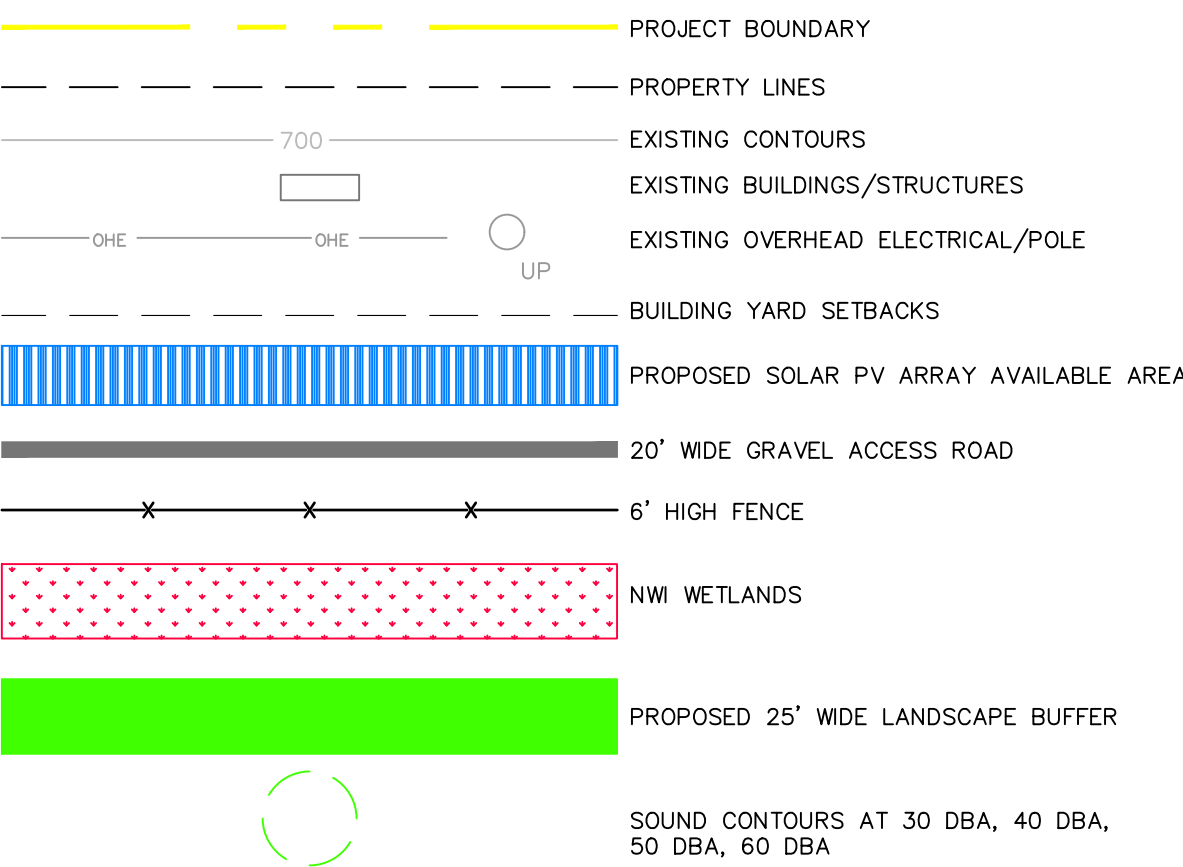 PROJECT BOUNDARY
PROPERTY LINES
700 EXISTING CONTOURS
EXISTING BUILDINGS/STRUCTURES
OHE OHE EXISTING OVERHEAD ELECTRICAL/POLE
UP
BUILDING YARD SETBACKS
PROPOSED SOLAR PV ARRAY AVAILABLE AREA
20' WIDE GRAVEL ACCESS ROAD
6' HIGH FENCE
NWI WETLANDS
PROPOSED 25' WIDE LANDSCAPE BUFFER
SOUND CONTOURS AT 30 DBA, 40 DBA,
50 DBA, 60 DBA